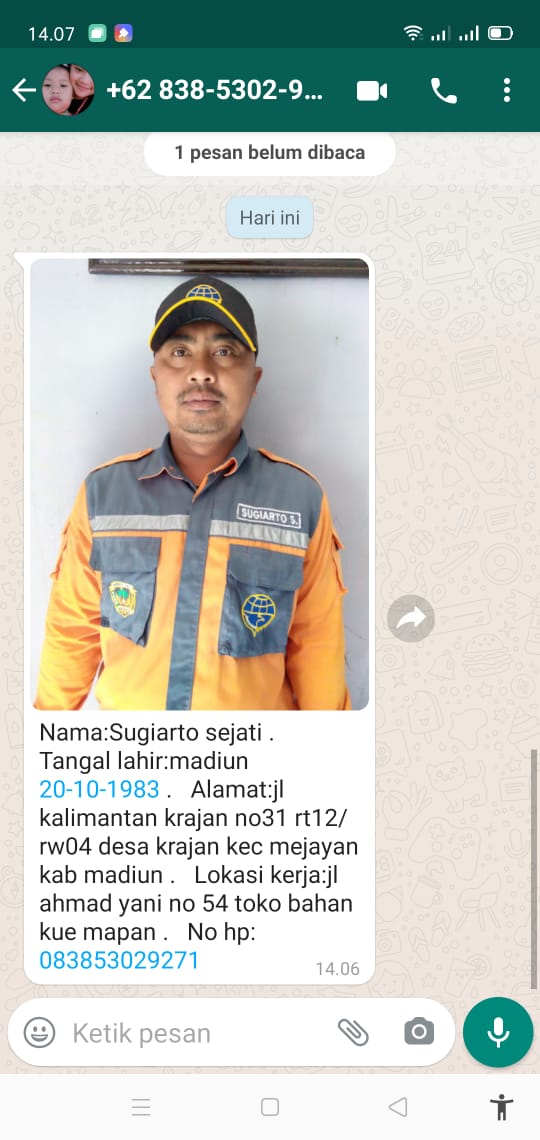 14.07
+62 838-5302-9...
1 pesan belum dibaca
Hari ini
SUGIARTO S.
Nama:Sugiarto sejati .
Tangal lahir:madiun
20-10-1983 .   Alamat:jl
kalimantan krajan no31 rt12/
rw04 desa krajan kec mejayan
kab madiun .   Lokasi kerja:jl
ahmad yani no 54 toko bahan
kue mapan .   No hp:
083853029271
14.06
Ketik pesan